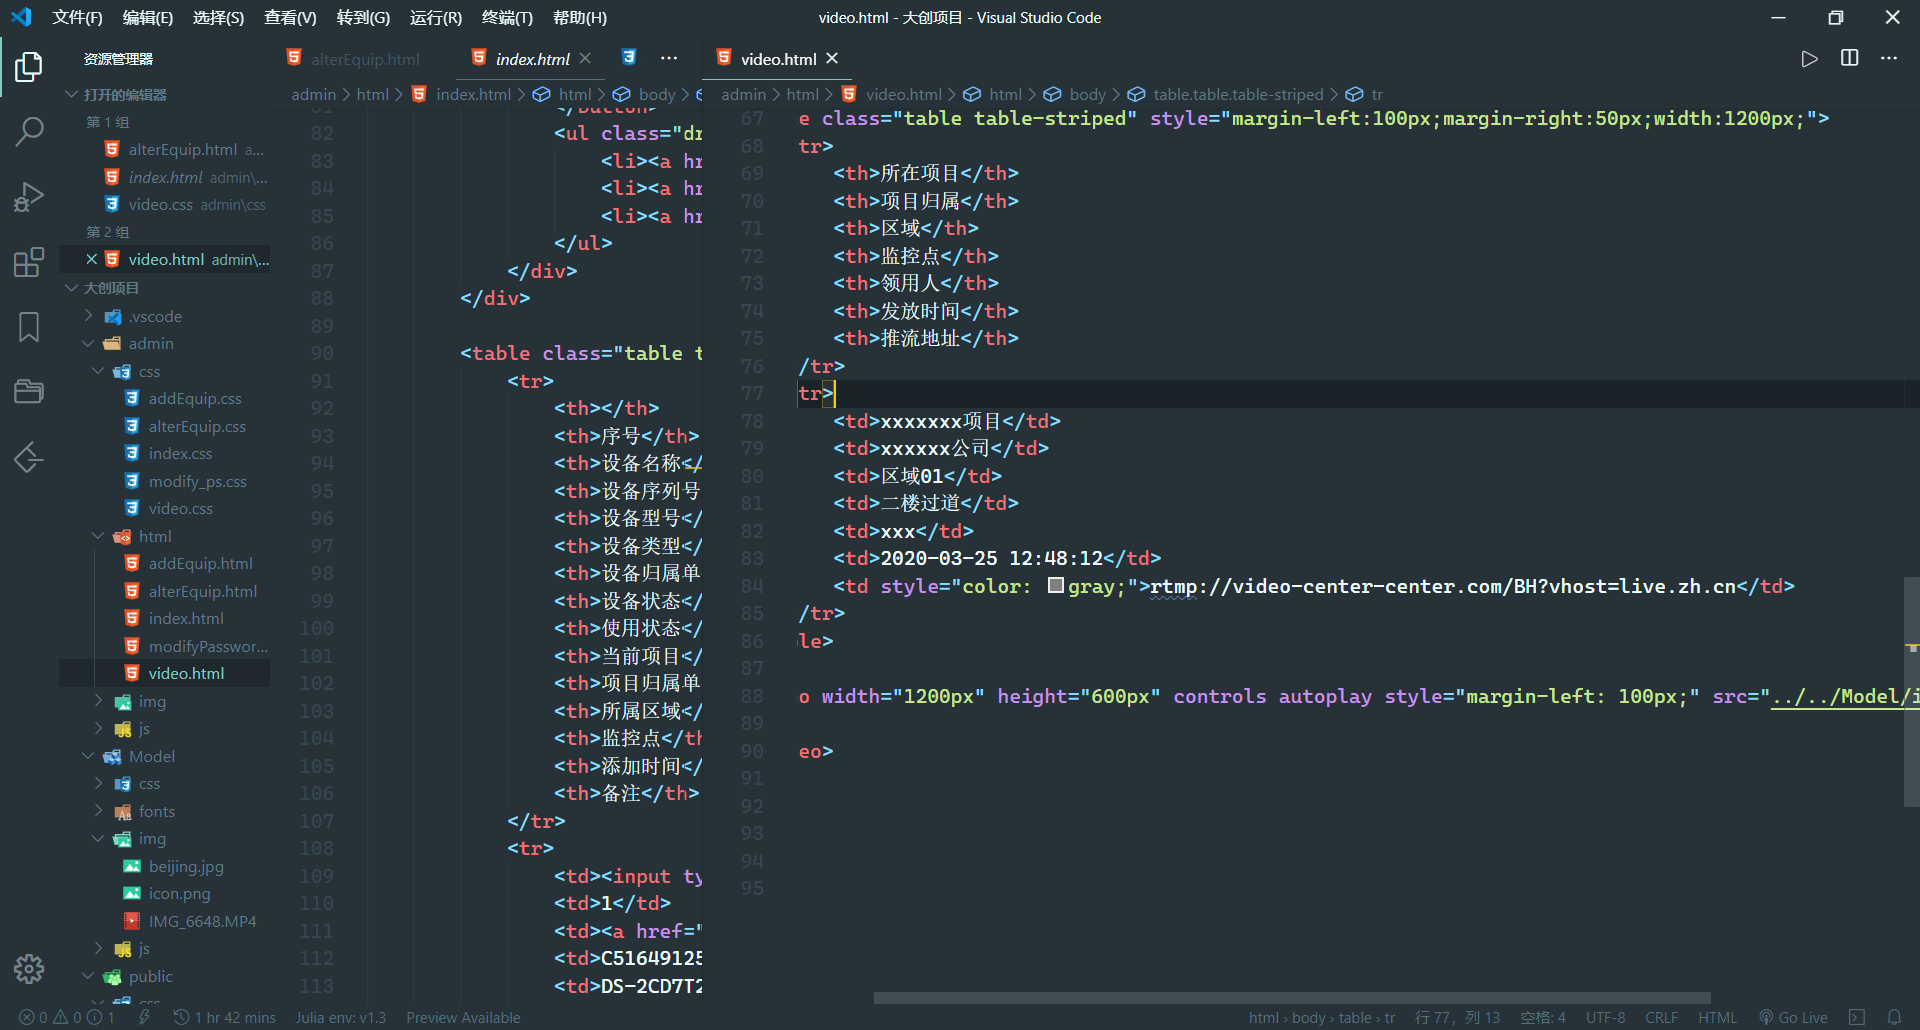 文件(F) 编辑(E) 选择(S) 查看(V) 转到(G) 运行(R) 终端(T) 帮助(H)
video.html - 大创项目 - Visual Studio Code
资源管理器
打开的编辑器
第 1 组
alterEquip.html a...
index.html admin\...
video.css admin\css
第 2 组
video.html admin\...
大创项目
.vscode
admin
css
addEquip.css
alterEquip.css
index.css
modify_ps.css
video.css
html
addEquip.html
alterEquip.html
index.html
modifyPasswor...
video.html
img
js
Model
css
fonts
img
beijing.jpg
icon.png
IMG_6648.MP4
js
public
css
alterEquip.html index.html
admin > html > index.html > html > body >
81 </button>
82 <ul class="dr
83 <li><a hr
84 <li><a hr
85 <li><a hr
86 </ul>
87 </div>
88 </div>
89
90 <table class="table t
91 <tr>
92 <th></th>
93 <th>序号</th>
94 <th>设备名称</
95 <th>设备序列号
96 <th>设备型号</
97 <th>设备类型</
98 <th>设备归属单
99 <th>设备状态</
100 <th>使用状态</
101 <th>当前项目</
102 <th>项目归属单
103 <th>所属区域</
104 <th>监控点</th
105 <th>添加时间</
106 <th>备注</th>
107 </tr>
108 <tr>
109 <td><input ty
110 <td>1</td>
111 <td><a href="
112 <td>C51649125
113 <td>DS-2CD7T2
video.html
admin > html > video.html > html > body > table.table.table-striped > tr
67 e class="table table-striped" style="margin-left:100px;margin-right:50px;width:1200px;">
68 tr>
69 <th>所在项目</th>
70 <th>项目归属</th>
71 <th>区域</th>
72 <th>监控点</th>
73 <th>领用人</th>
74 <th>发放时间</th>
75 <th>推流地址</th>
76 /tr>
77 tr>
78 <td>xxxxxxx项目</td>
79 <td>xxxxxx公司</td>
80 <td>区域01</td>
81 <td>二楼过道</td>
82 <td>xxx</td>
83 <td>2020-03-25 12:48:12</td>
84 <td style="color: gray;">rtmp://video-center-center.com/BH?vhost=live.zh.cn</td>
85 /tr>
86 le>
87
88 o width="1200px" height="600px" controls autoplay style="margin-left: 100px;" src="../../Model/i
89
90 eo>
91
92
93
94
95
0 0 1 1 hr 42 mins Julia env: v1.3 Preview Available
html › body › table › tr 行 77，列 13 空格: 4 UTF-8 CRLF HTML Go Live